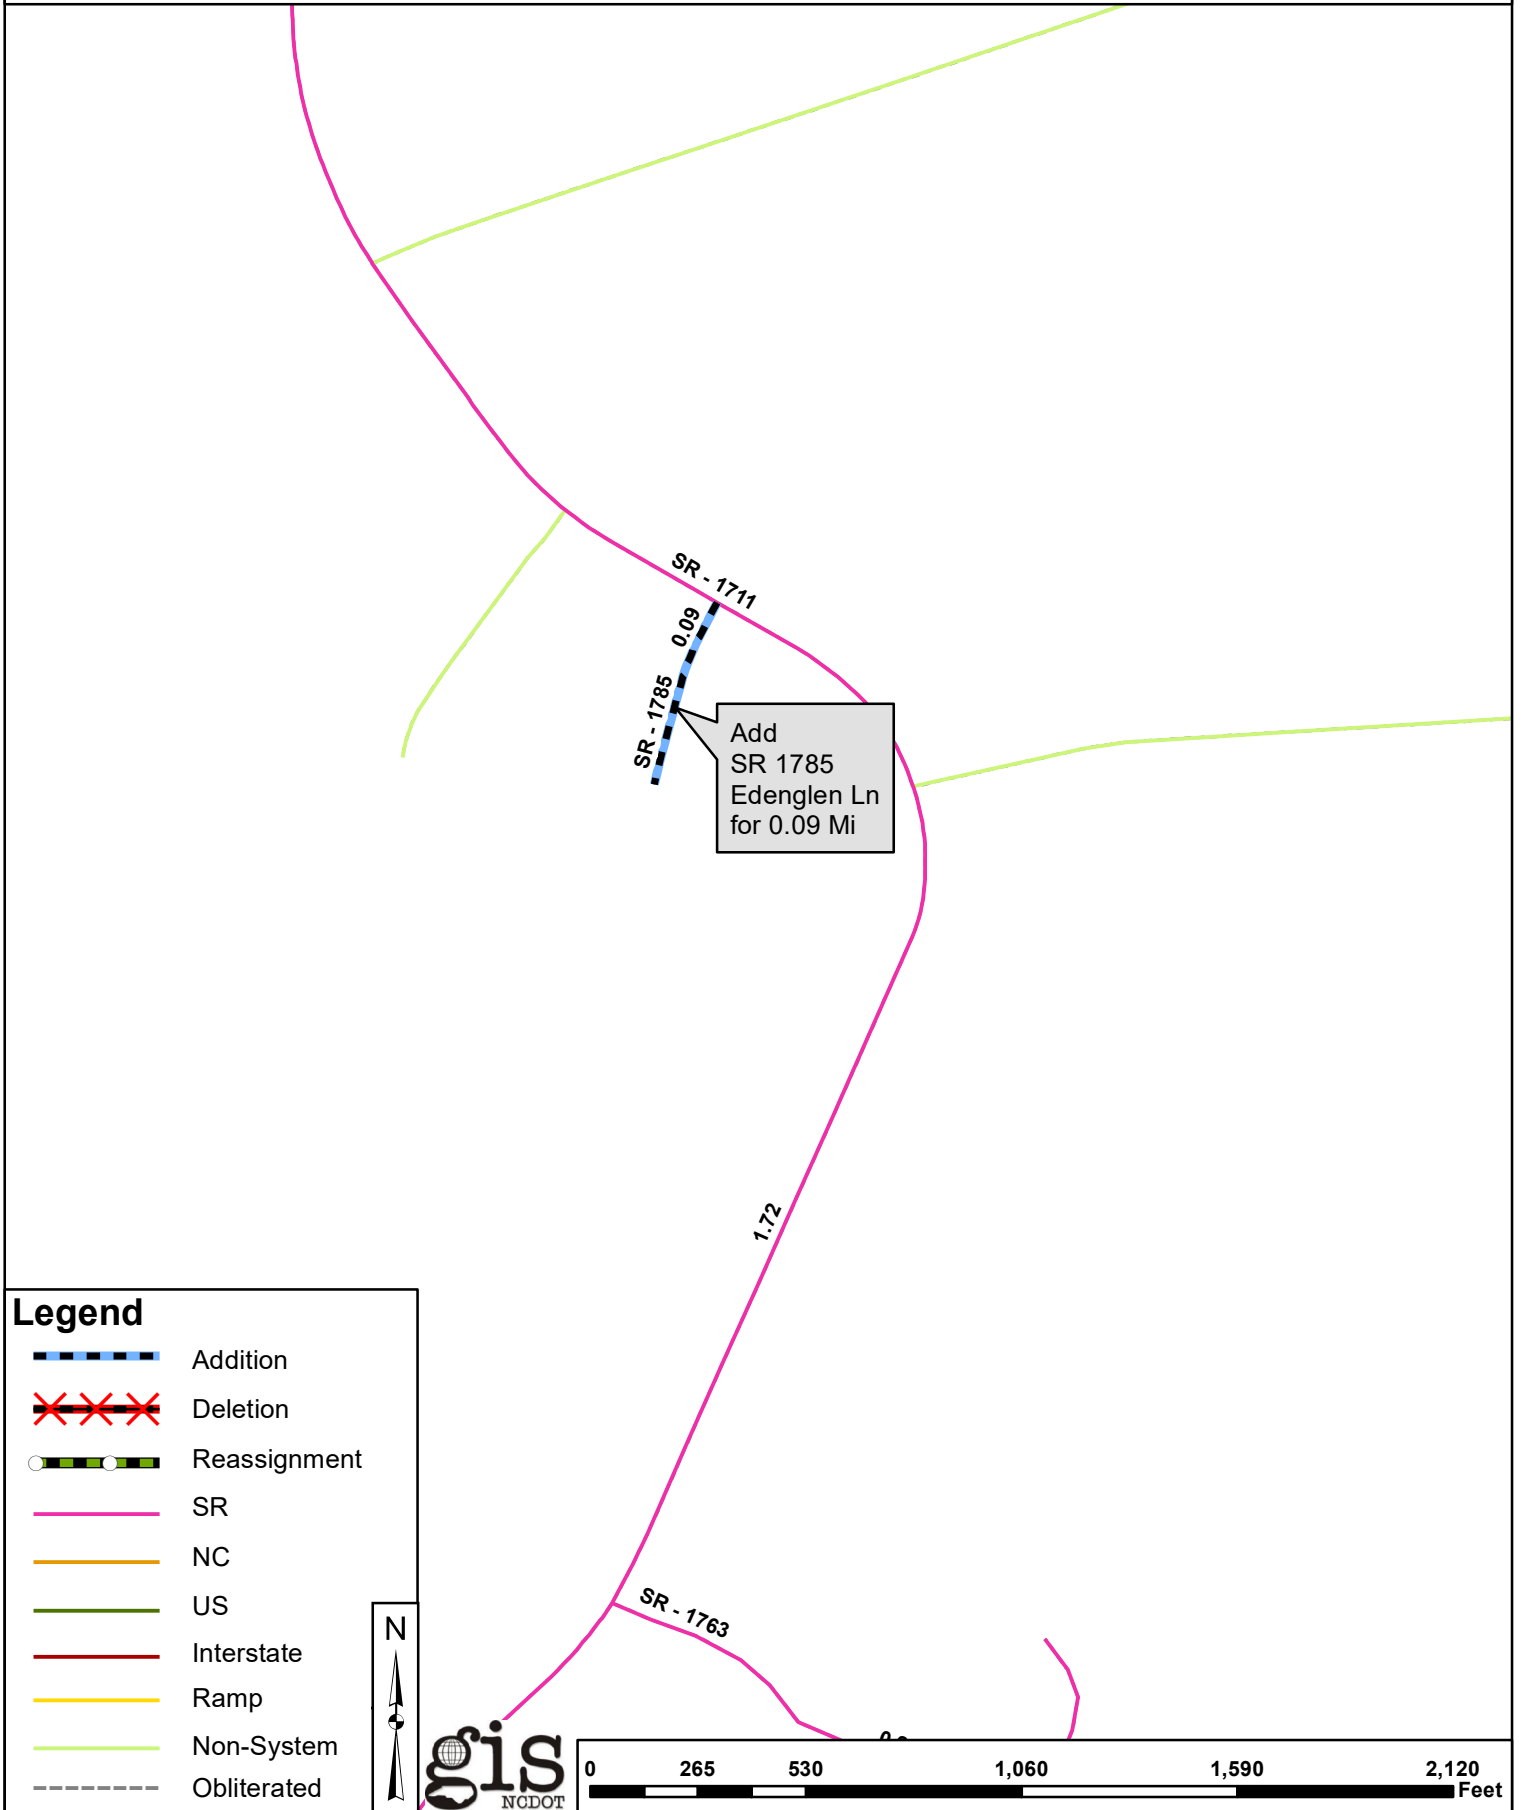 SR - 1711
0.09
SR - 1785
Add
SR 1785
Edenglen Ln
for 0.09 Mi
1.72
SR - 1763
Legend
Addition
Deletion
Reassignment
SR
NC
US
Interstate
Ramp
Non-System
Obliterated
N
gis
NCDOT
0 265 530 1,060 1,590 2,120
Feet